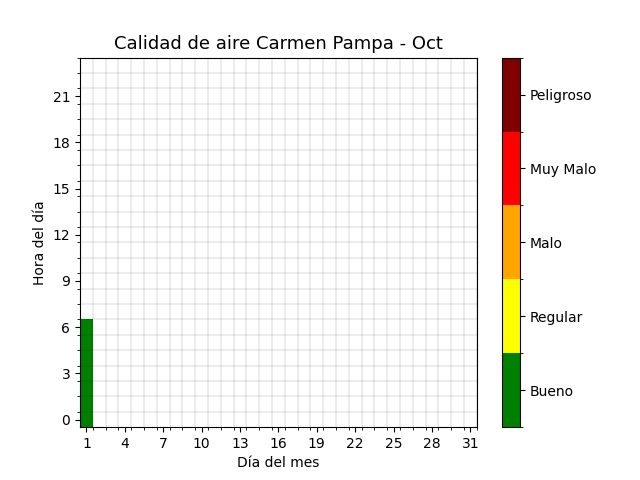 Calidad de aire Carmen Pampa - Oct
Hora del día
21
18
15
12
9
6
3
0
1 4 7 10 13 16 19 22 25 28 31
Día del mes
Peligroso
Muy Malo
Malo
Regular
Bueno